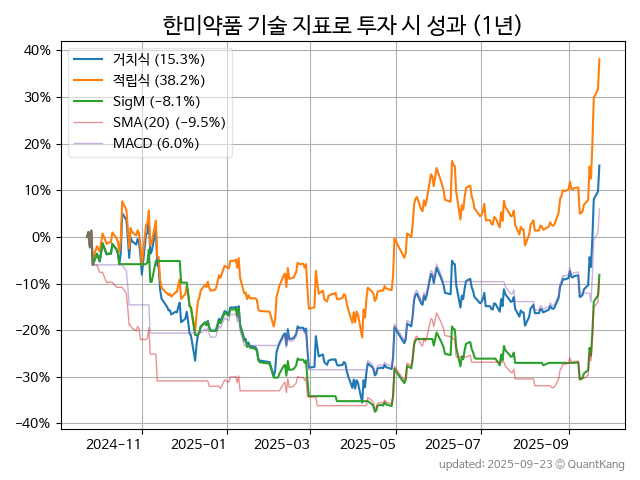 한미약품 기술 지표로 투자 시 성과 (1년)
거치식 (15.3%)
적립식 (38.2%)
SigM (−8.1%)
SMA(20) (−9.5%)
MACD (6.0%)
40%
30%
20%
10%
0%
−10%
−20%
−30%
−40%
2024-11
2025-01
2025-03
2025-05
2025-07
2025-09
updated: 2025-09-23 © QuantKang